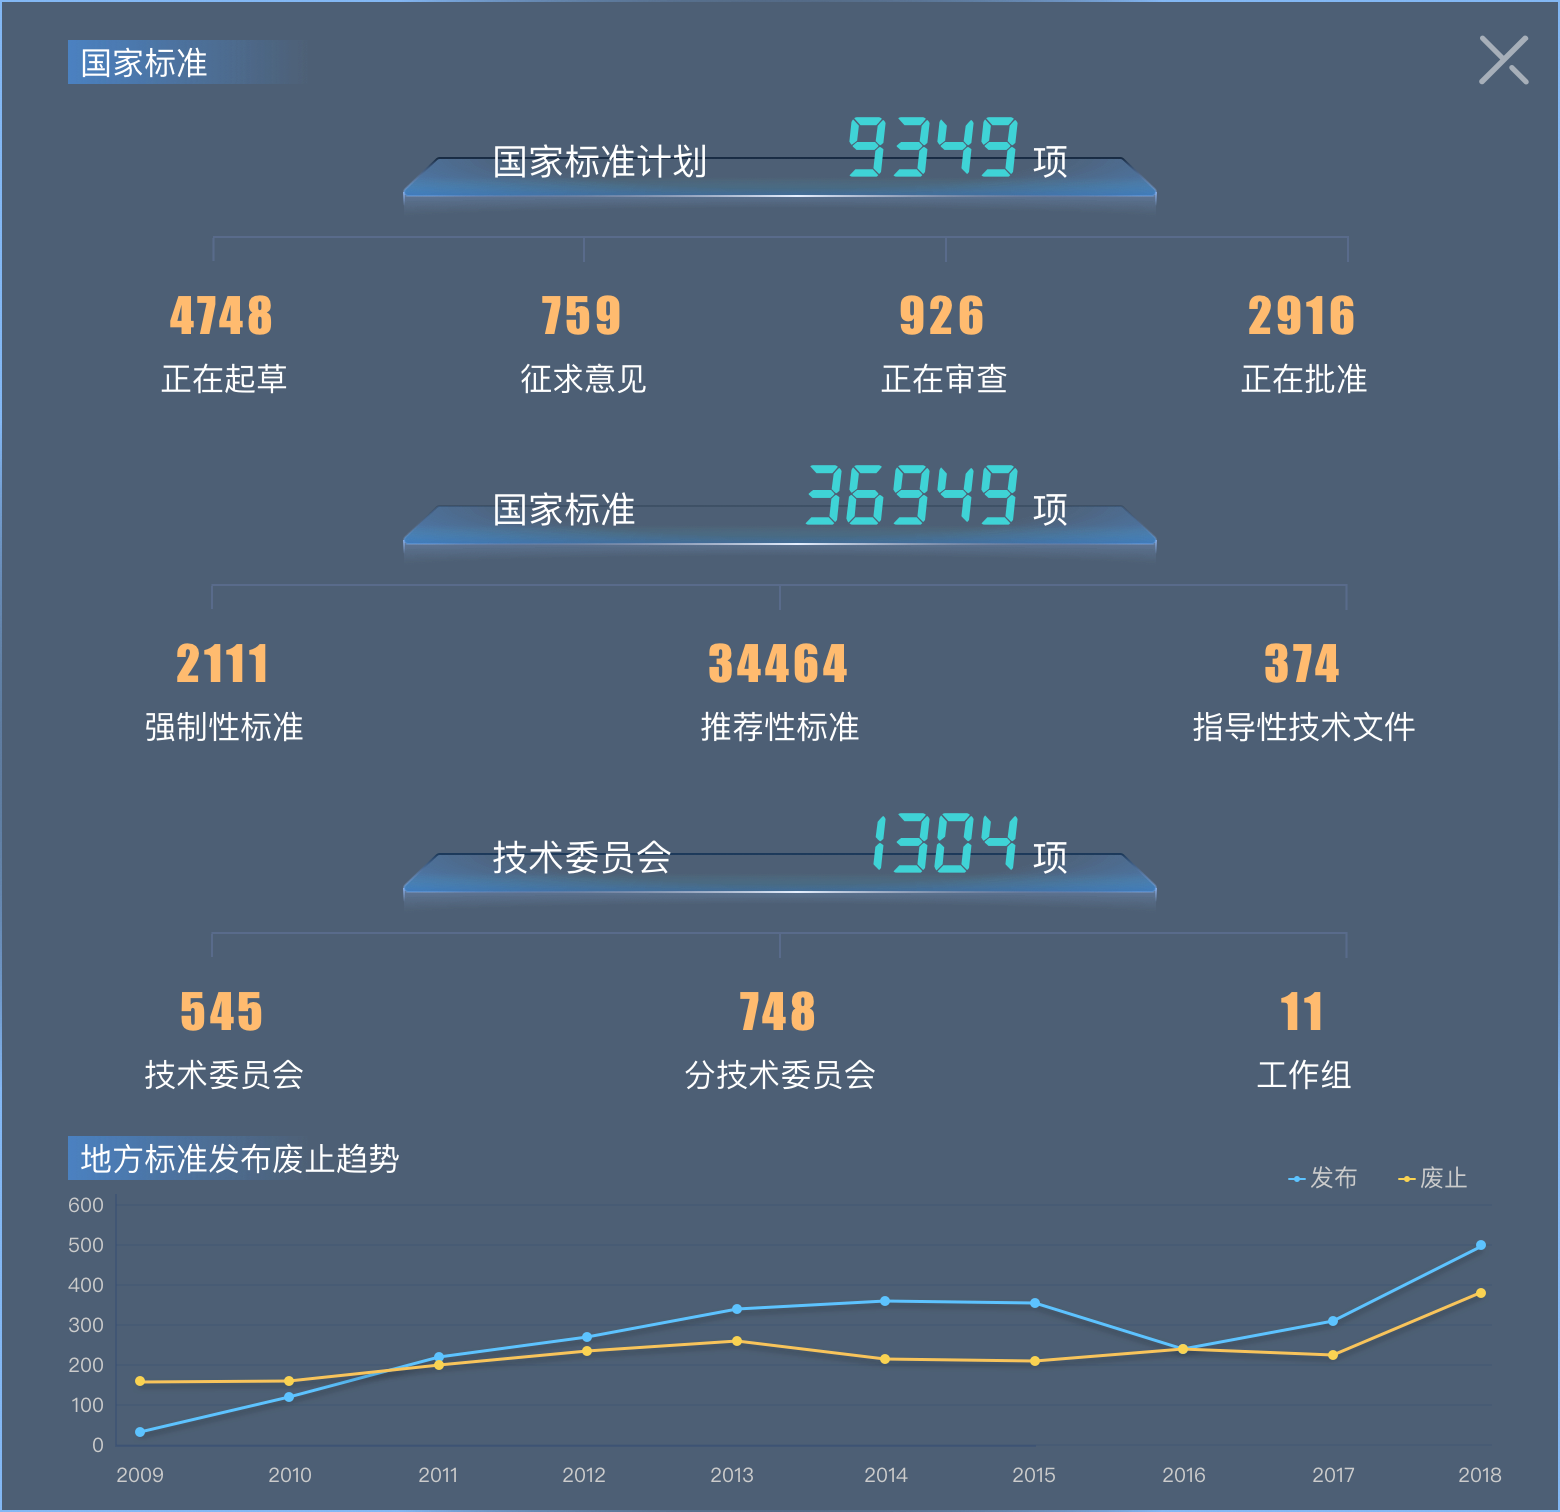 国家标准
国家标准计划 9349 项
4748 759 926 2916
正在起草 征求意见 正在审查 正在批准
国家标准 36949 项
2111 34464 374
强制性标准 推荐性标准 指导性技术文件
技术委员会 1304 项
545 748 11
技术委员会 分技术委员会 工作组
地方标准发布废止趋势
发布 废止
600
500
400
300
200
100
0
2009 2010 2011 2012 2013 2014 2015 2016 2017 2018